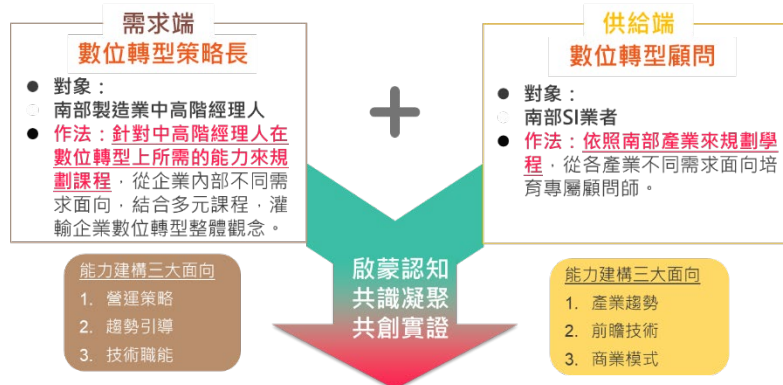 需求端
數位轉型策略長
● 對象：
○ 南部製造業中高階經理人
● 作法：針對中高階經理人在
數位轉型上所需的能力來規
劃課程，從企業內部不同需
求面向，結合多元課程，灌
輸企業數位轉型整體觀念。
供給端
數位轉型顧問
● 對象：
○ 南部SI業者
● 作法：依照南部產業來規劃學
程，從各產業不同需求面向培
育專屬顧問師。
啟蒙認知
共識凝聚
共創實證
能力建構三大面向
1. 營運策略
2. 趨勢引導
3. 技術職能
能力建構三大面向
1. 產業趨勢
2. 前瞻技術
3. 商業模式